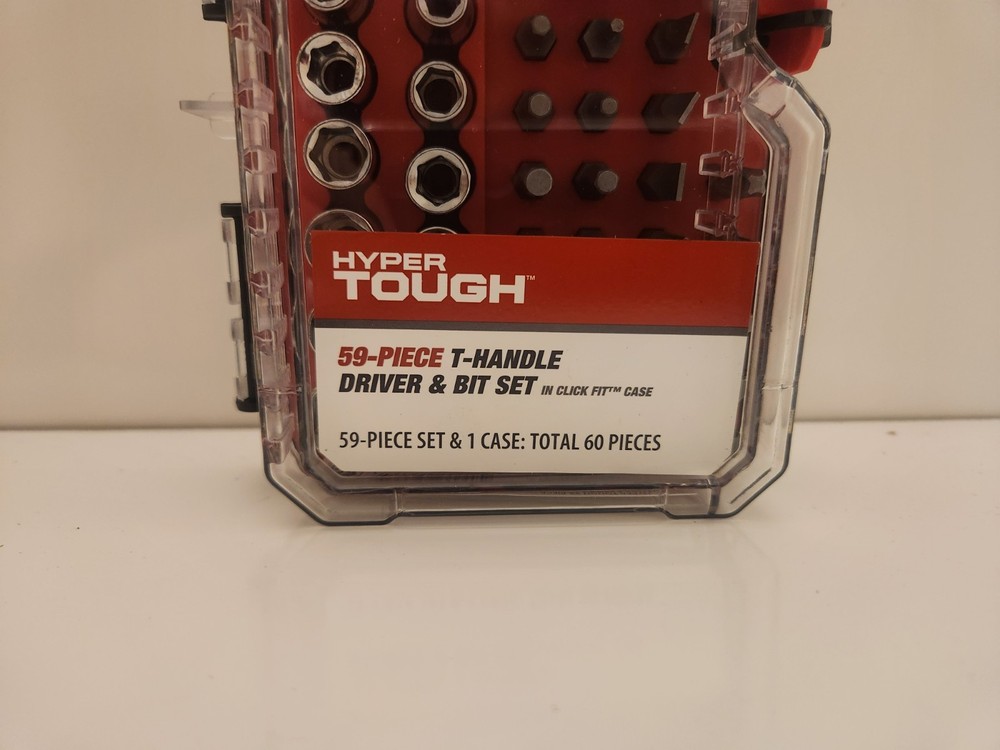 HYPER
TOUGH™
59-PIECE T-HANDLE
DRIVER & BIT SET IN CLICK FIT™ CASE
59-PIECE SET & 1 CASE: TOTAL 60 PIECES